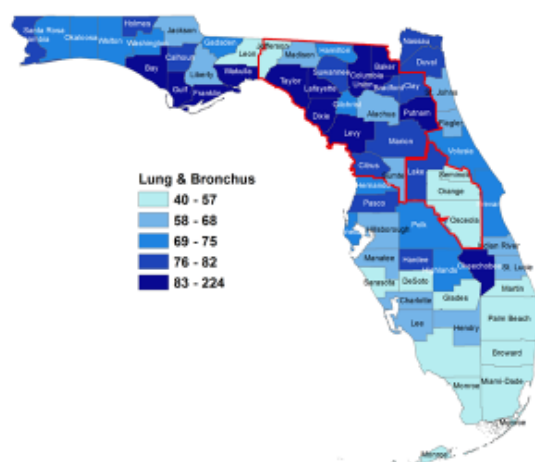 Holmes
Jackson
Santa Rosa
Okaloosa
Walton
Washington
Gadsden
Jefferson
Hamilton
Nassau
Leon
Madison
Baker
Duval
Calhoun
Bay
Liberty
Wakulla
Taylor
Suwannee
Columbia
Union
Clay
St. Johns
Gulf
Franklin
Lafayette
Bradford
Putnam
Dixie
Gilchrist
Alachua
Flagler
Levy
Marion
Volusia
Citrus
Lake
Lung & Bronchus
40 - 57
58 - 68
69 - 75
76 - 82
83 - 224
Hernando
Seminole
Orange
Pasco
Osceola
Polk
Hillsborough
Indian River
Manatee
Hardee
Highlands
Okeechobee
St. Lucie
Sarasota
DeSoto
Martin
Charlotte
Glades
Lee
Hendry
Palm Beach
Broward
Monroe
Miami-Dade
Monroe
Monroe